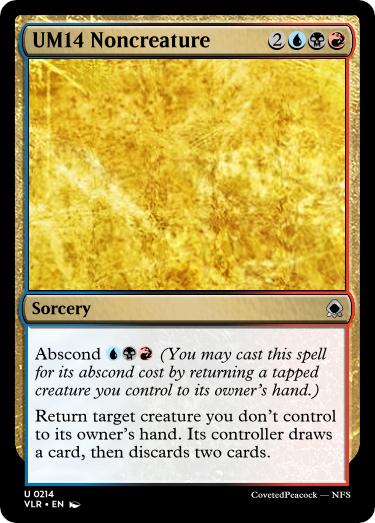 UM14 Noncreature
2
Sorcery
Abscond (You may cast this spell
for its abscond cost by returning a tapped
creature you control to its owner's hand.)
Return target creature you don't control
to its owner's hand. Its controller draws
a card, then discards two cards.
U 0214
VLR • EN
CovetedPeacock — NFS